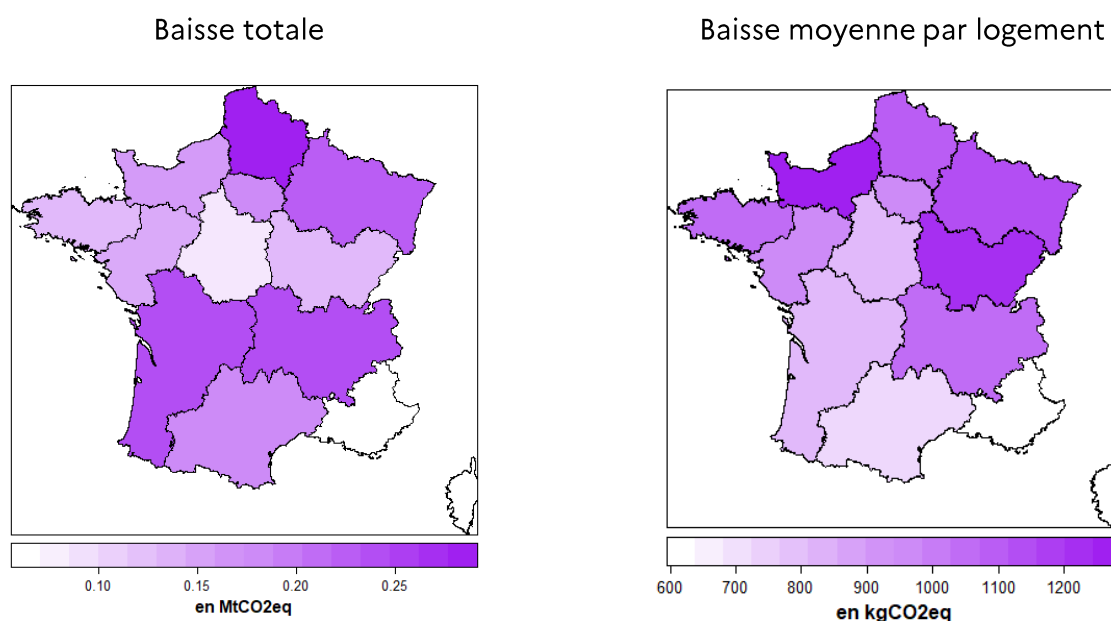 Baisse totale
Baisse moyenne par logement
0.10 0.15 0.20 0.25
en MtCO2eq
600 700 800 900 1000 1100 1200
en kgCO2eq